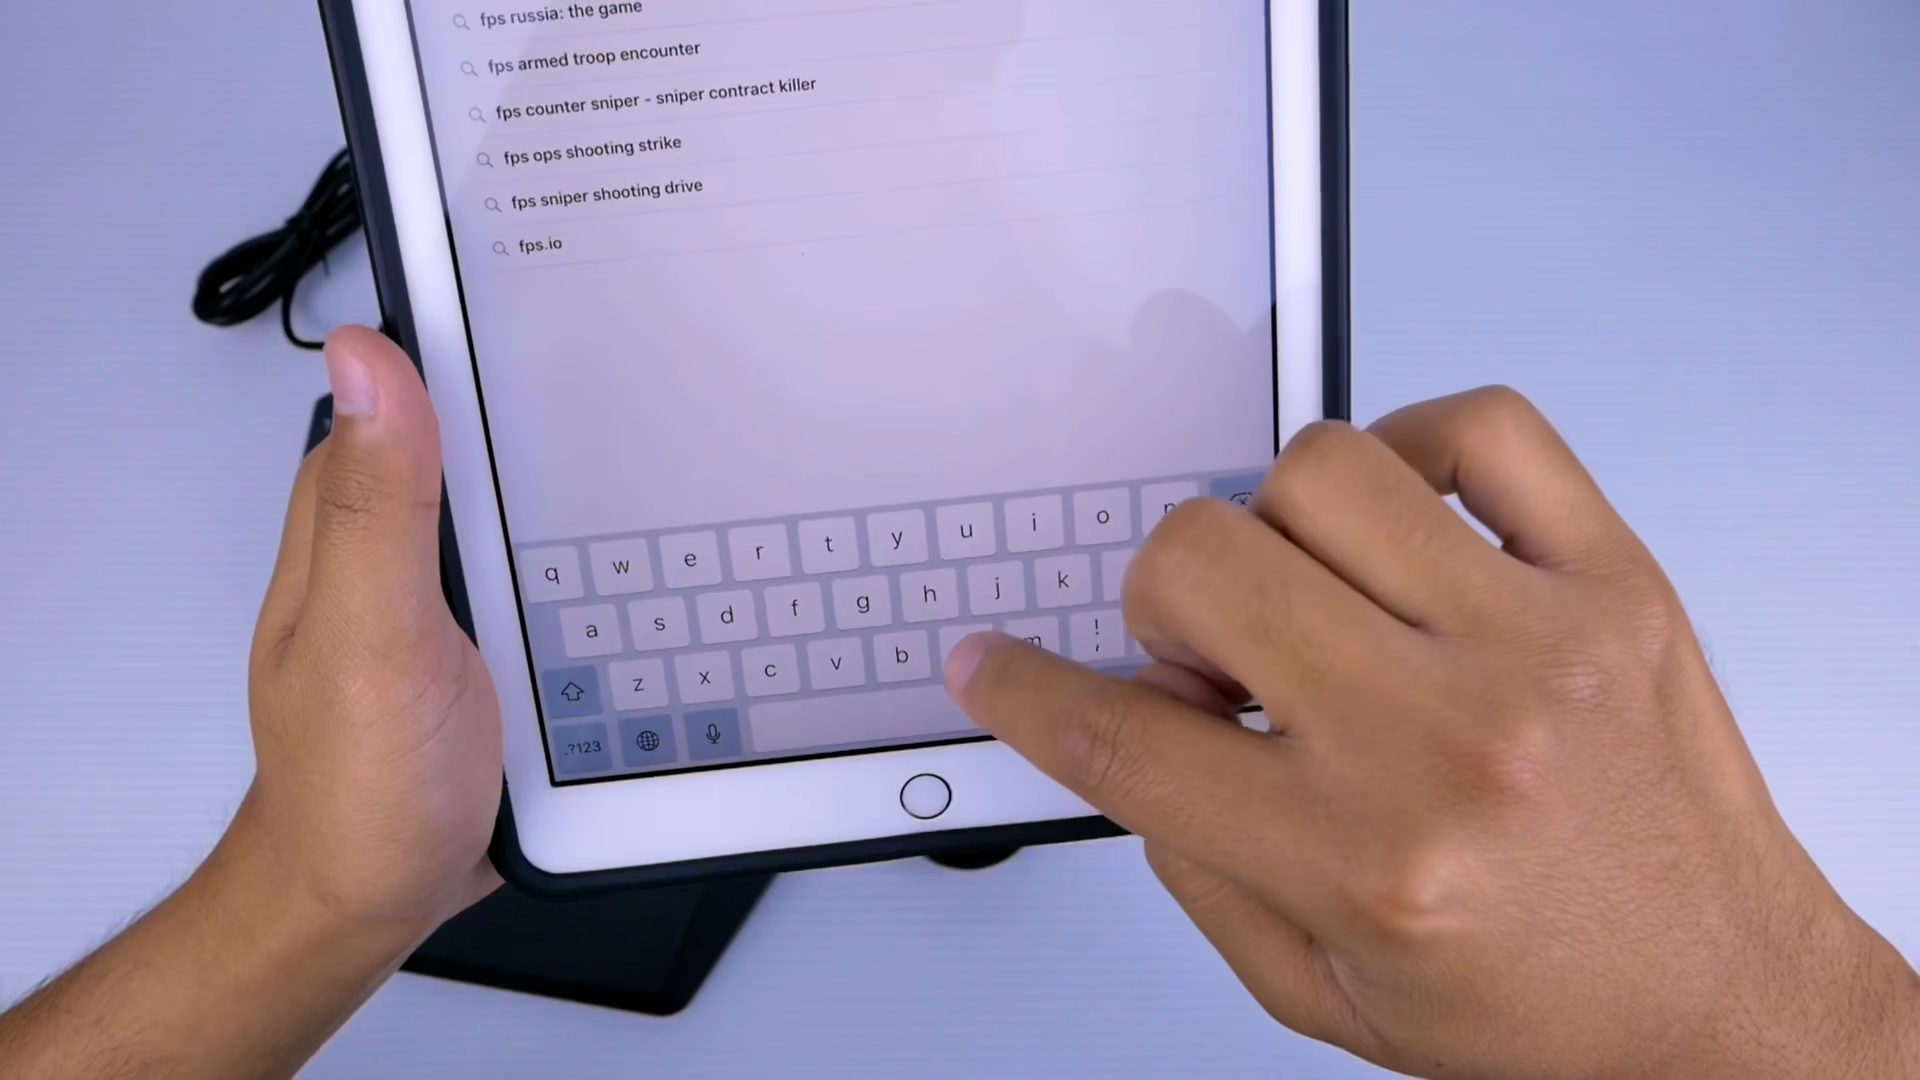 fps russia: the game
fps armed troop encounter
fps counter sniper - sniper contract killer
fps ops shooting strike
fps sniper shooting drive
fps.io
q w e r t y u i o p
a s d f g h j k
z x c v b m ! ,
.?123